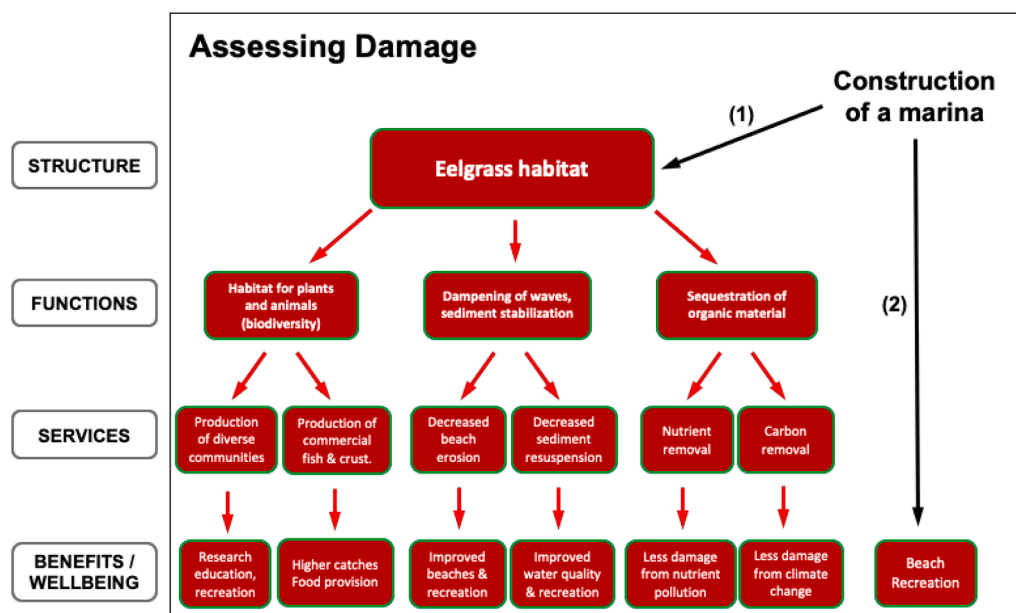 Assessing Damage
Construction
of a marina
(1)
STRUCTURE
Eelgrass habitat
FUNCTIONS
Habitat for plants
and animals
(biodiversity)
Dampening of waves,
sediment stabilization
Sequestration of
organic material
(2)
SERVICES
Production
of diverse
communities
Production of
commercial
fish & crust.
Decreased
beach
erosion
Decreased
sediment
resuspension
Nutrient
removal
Carbon
removal
BENEFITS /
WELLBEING
Research
education,
recreation
Higher catches
Food provision
Improved
beaches &
recreation
Improved
water quality
& recreation
Less damage
from nutrient
pollution
Less damage
from climate
change
Beach
Recreation